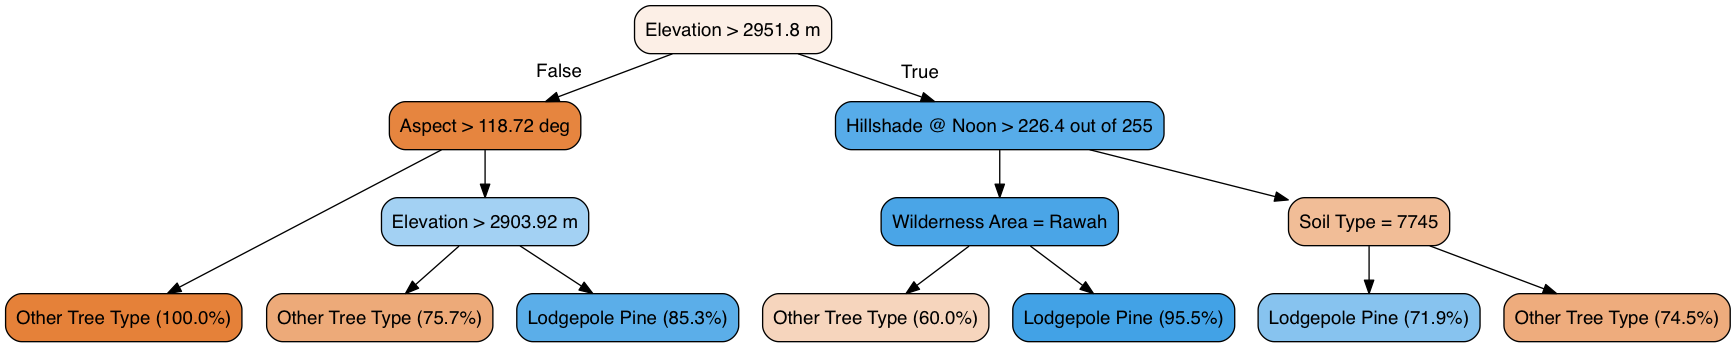 Elevation > 2951.8 m
False
True
Aspect > 118.72 deg
Hillshade @ Noon > 226.4 out of 255
Elevation > 2903.92 m
Wilderness Area = Rawah
Soil Type = 7745
Other Tree Type (100.0%)
Other Tree Type (75.7%)
Lodgepole Pine (85.3%)
Other Tree Type (60.0%)
Lodgepole Pine (95.5%)
Lodgepole Pine (71.9%)
Other Tree Type (74.5%)